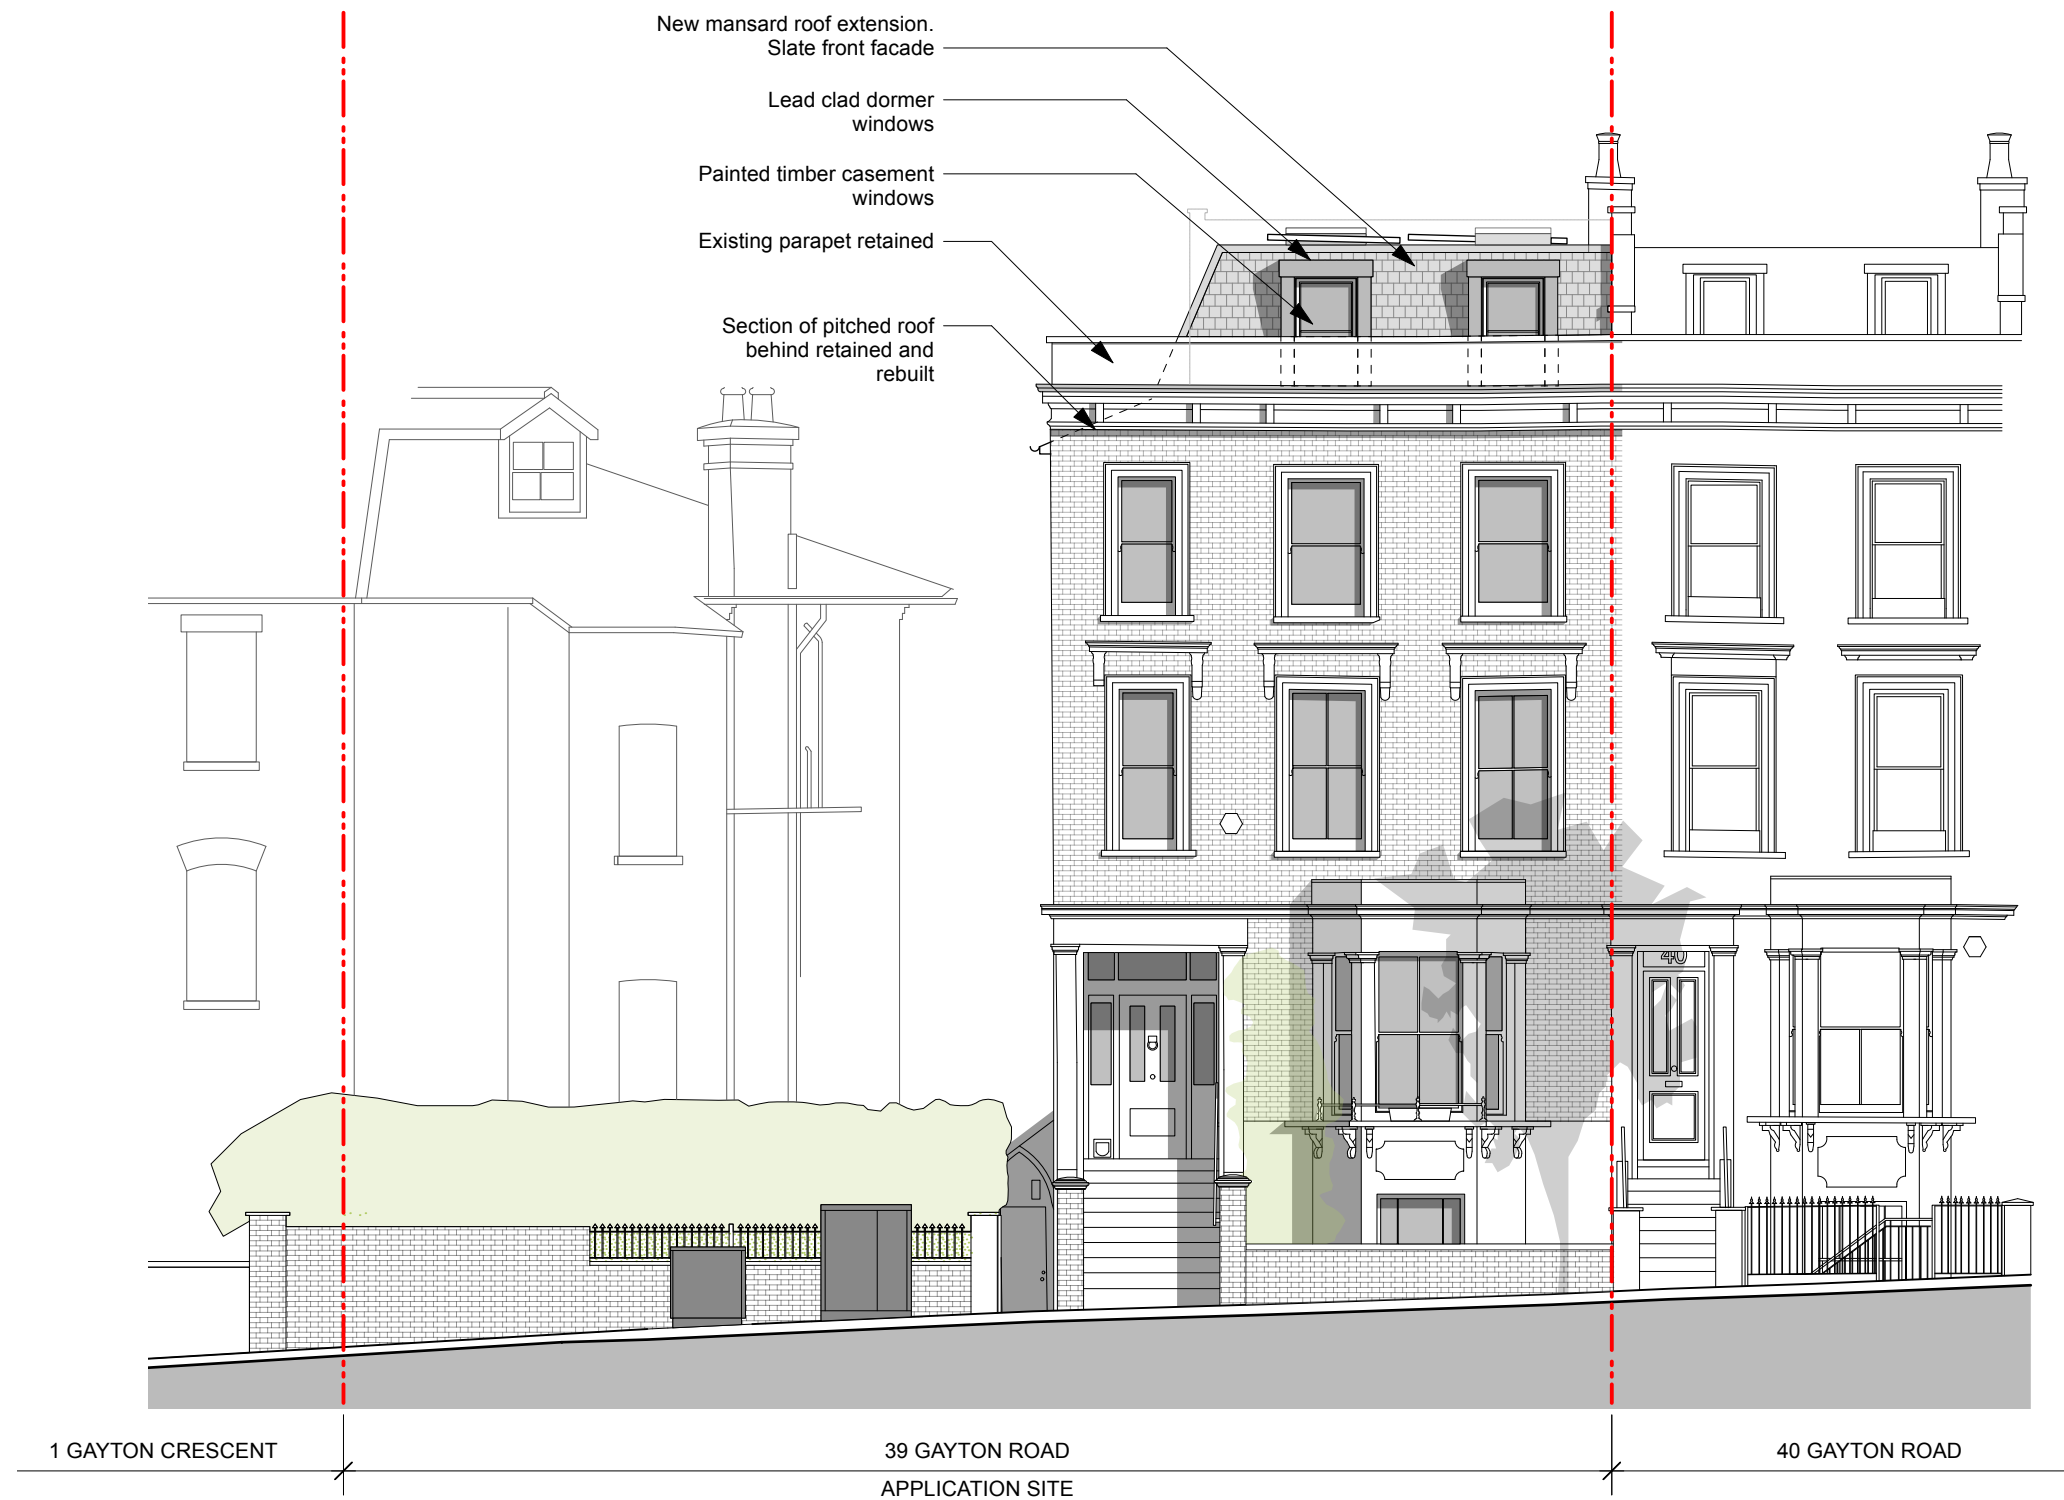 New mansard roof extension.
Slate front facade
Lead clad dormer
windows
Painted timber casement
windows
Existing parapet retained
Section of pitched roof
behind retained and
rebuilt
40
1 GAYTON CRESCENT
39 GAYTON ROAD
40 GAYTON ROAD
APPLICATION SITE